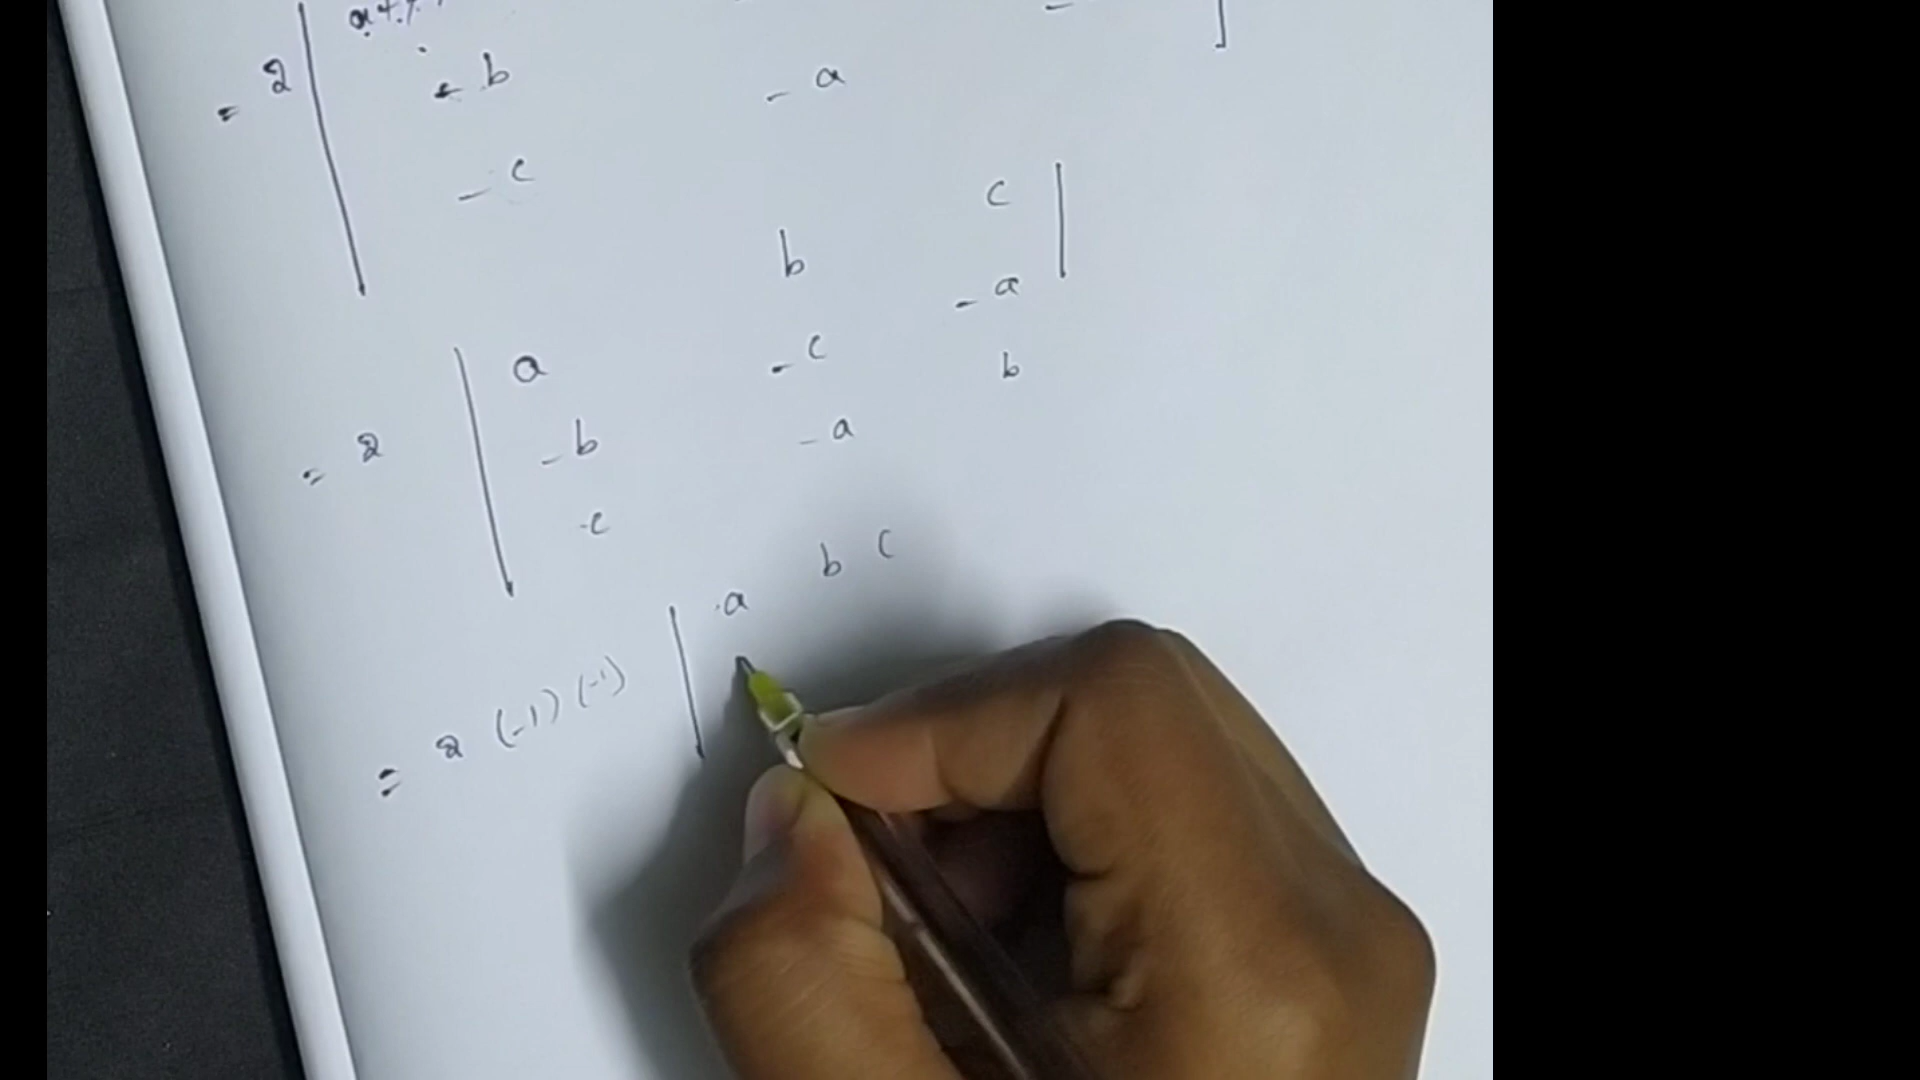 = 2 | - b - a
- c
= 2 | a b c |
- b - c - a
- c - a b
= 2 (-1) (-1) | a b c